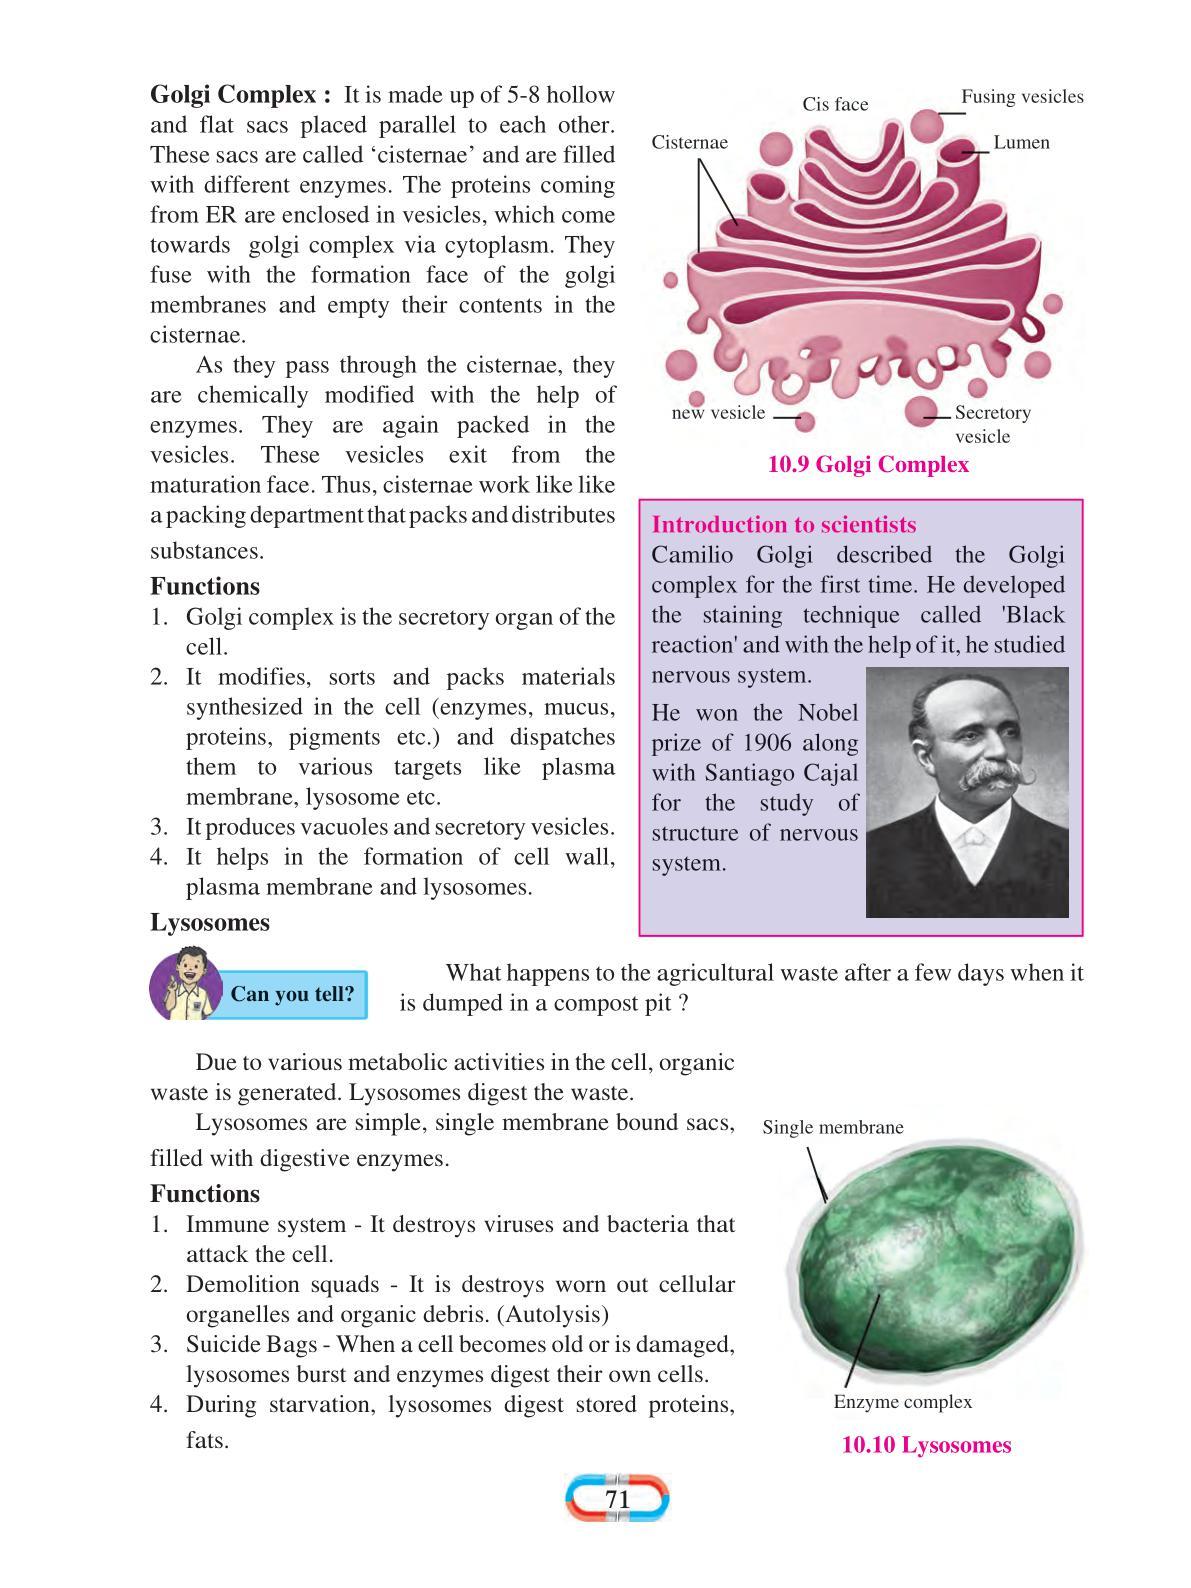 Golgi Complex : It is made up of 5-8 hollow
and flat sacs placed parallel to each other.
These sacs are called ‘cisternae’ and are filled
with different enzymes. The proteins coming
from ER are enclosed in vesicles, which come
towards golgi complex via cytoplasm. They
fuse with the formation face of the golgi
membranes and empty their contents in the
cisternae.
As they pass through the cisternae, they
are chemically modified with the help of
enzymes. They are again packed in the
vesicles. These vesicles exit from the
maturation face. Thus, cisternae work like like
a packing department that packs and distributes
substances.
Functions
1. Golgi complex is the secretory organ of the
cell.
2. It modifies, sorts and packs materials
synthesized in the cell (enzymes, mucus,
proteins, pigments etc.) and dispatches
them to various targets like plasma
membrane, lysosome etc.
3. It produces vacuoles and secretory vesicles.
4. It helps in the formation of cell wall,
plasma membrane and lysosomes.
Cis face
Fusing vesicles
Cisternae
Lumen
new vesicle
Secretory
vesicle
10.9 Golgi Complex
Introduction to scientists
Camilio Golgi described the Golgi
complex for the first time. He developed
the staining technique called 'Black
reaction' and with the help of it, he studied
nervous system.
He won the Nobel
prize of 1906 along
with Santiago Cajal
for the study of
structure of nervous
system.
Lysosomes
Can you tell?
What happens to the agricultural waste after a few days when it
is dumped in a compost pit ?
Due to various metabolic activities in the cell, organic
waste is generated. Lysosomes digest the waste.
Lysosomes are simple, single membrane bound sacs,
filled with digestive enzymes.
Functions
1. Immune system - It destroys viruses and bacteria that
attack the cell.
2. Demolition squads - It is destroys worn out cellular
organelles and organic debris. (Autolysis)
3. Suicide Bags - When a cell becomes old or is damaged,
lysosomes burst and enzymes digest their own cells.
4. During starvation, lysosomes digest stored proteins,
fats.
Single membrane
Enzyme complex
10.10 Lysosomes
71